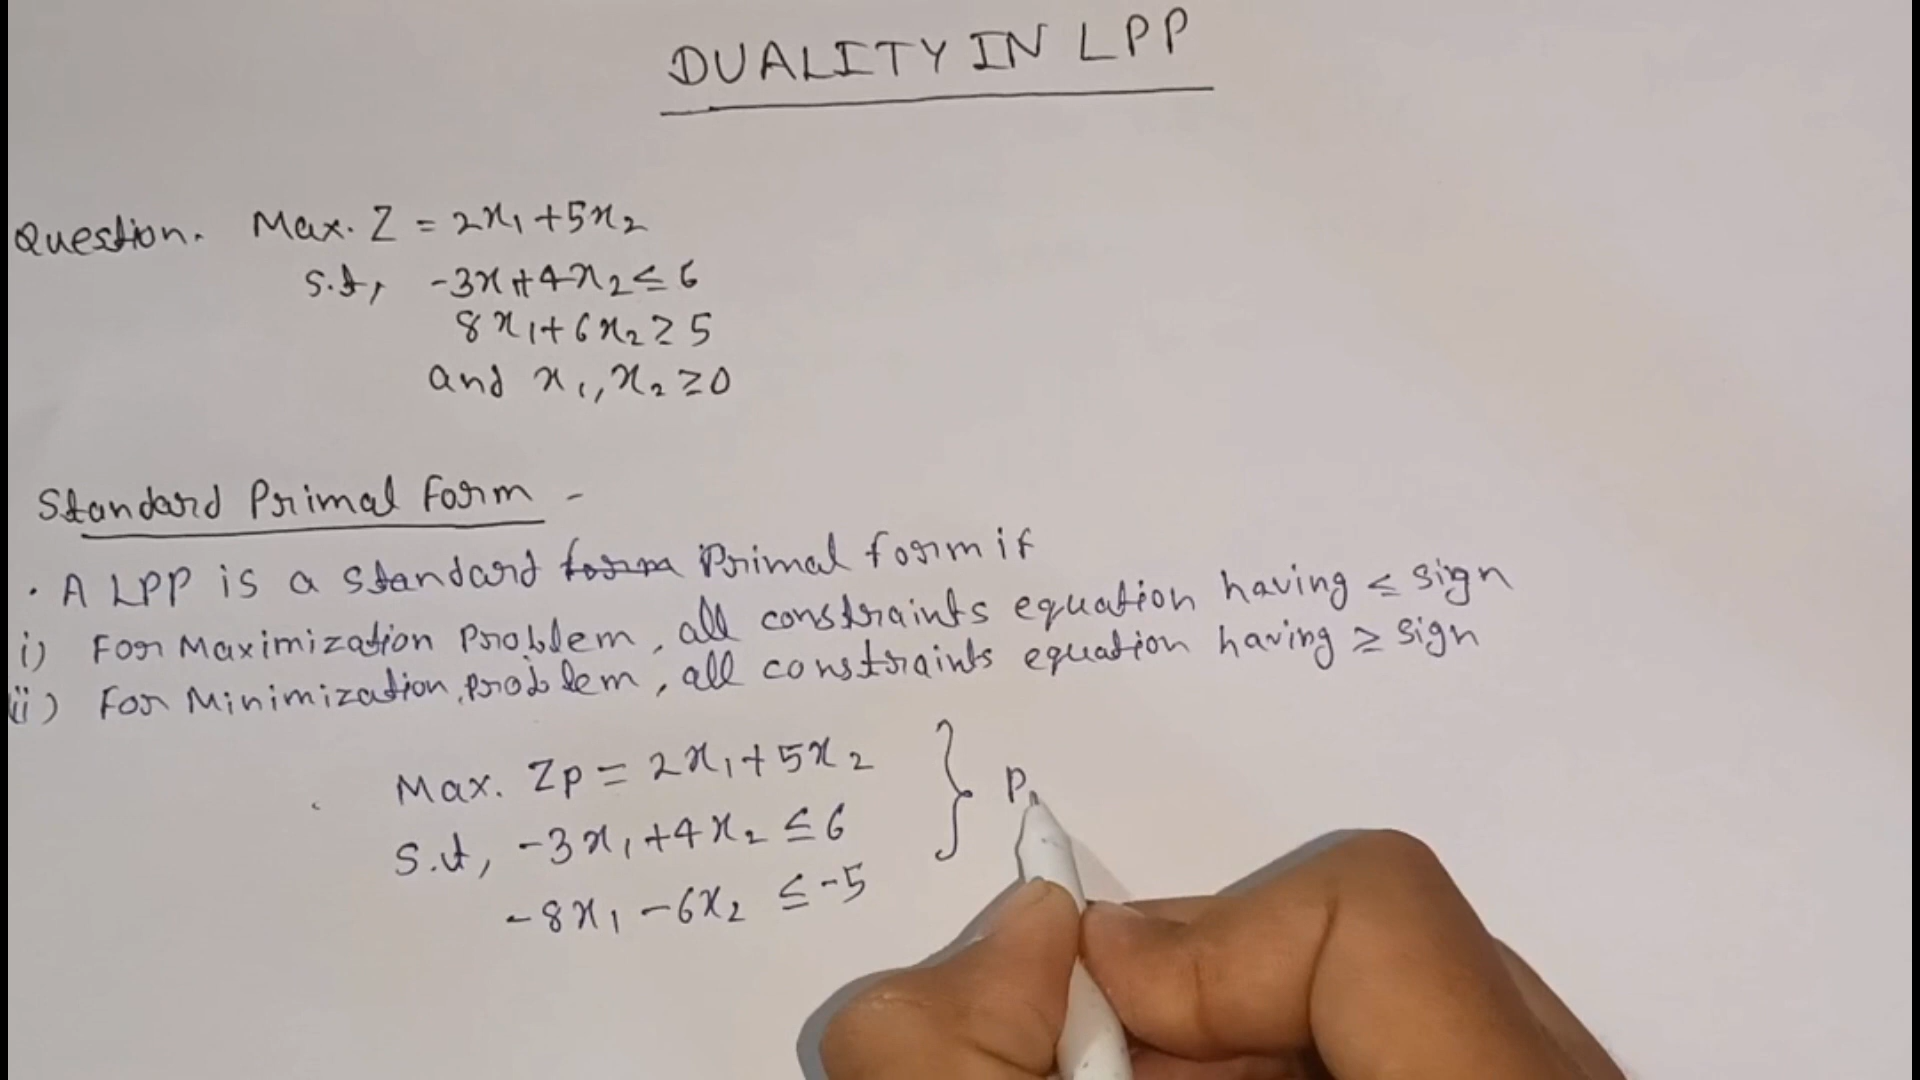 DUALITY IN LPP
Question. Max. Z = 2x₁+5x₂
S.t, -3x₁+4x₂≤6
8x₁+6x₂≥5
and x₁,x₂≥0
Standard Primal Form -
· A LPP is a standard form Primal form if
i) For Maximization Problem, all constraints equation having ≤ sign
ii) For Minimization problem, all constraints equation having ≥ sign
Max. Zp = 2x₁+5x₂ } P
S.t, -3x₁+4x₂ ≤6
-8x₁-6x₂ ≤-5